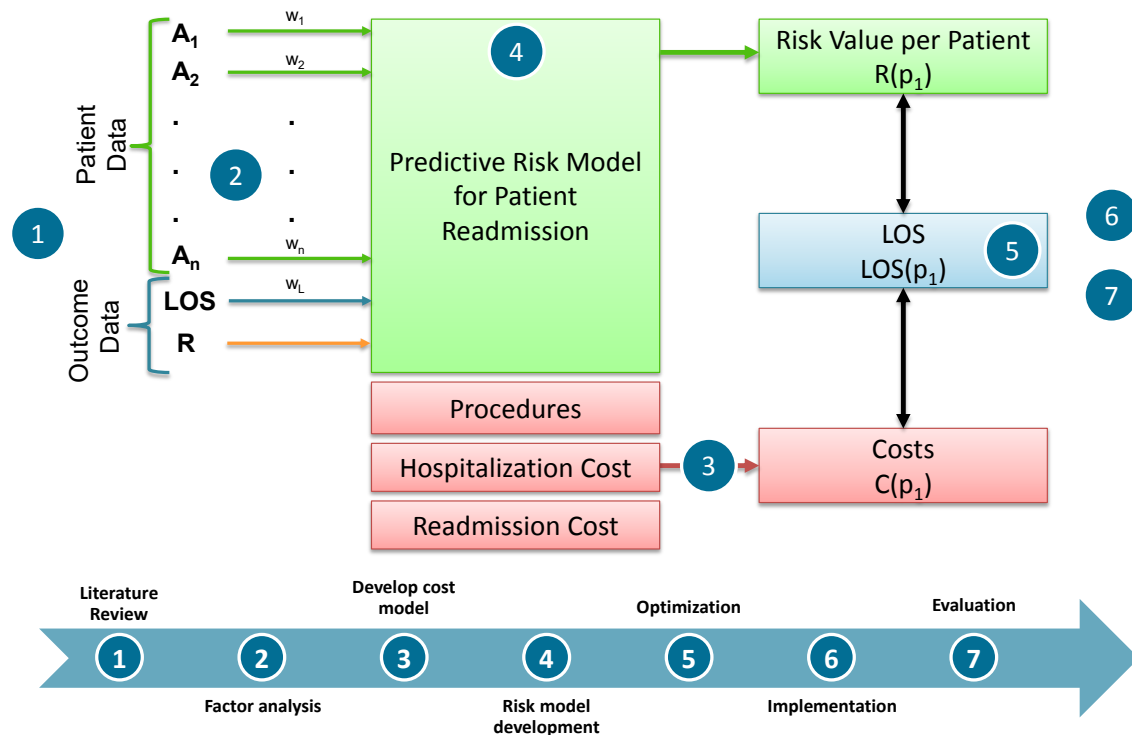 A1
w1
A2
w2
4
Risk Value per Patient
R(p1)
Patient
Data
.
.
.
.
.
.
2
1
Predictive Risk Model
for Patient
Readmission
LOS
LOS(p1)
5
6
7
An
wn
Outcome
Data
LOS
wL
R
Procedures
Hospitalization Cost
3
Costs
C(p1)
Readmission Cost
Literature
Review
Develop cost
model
Optimization
Evaluation
1
2
3
4
5
6
7
Factor analysis
Risk model
development
Implementation